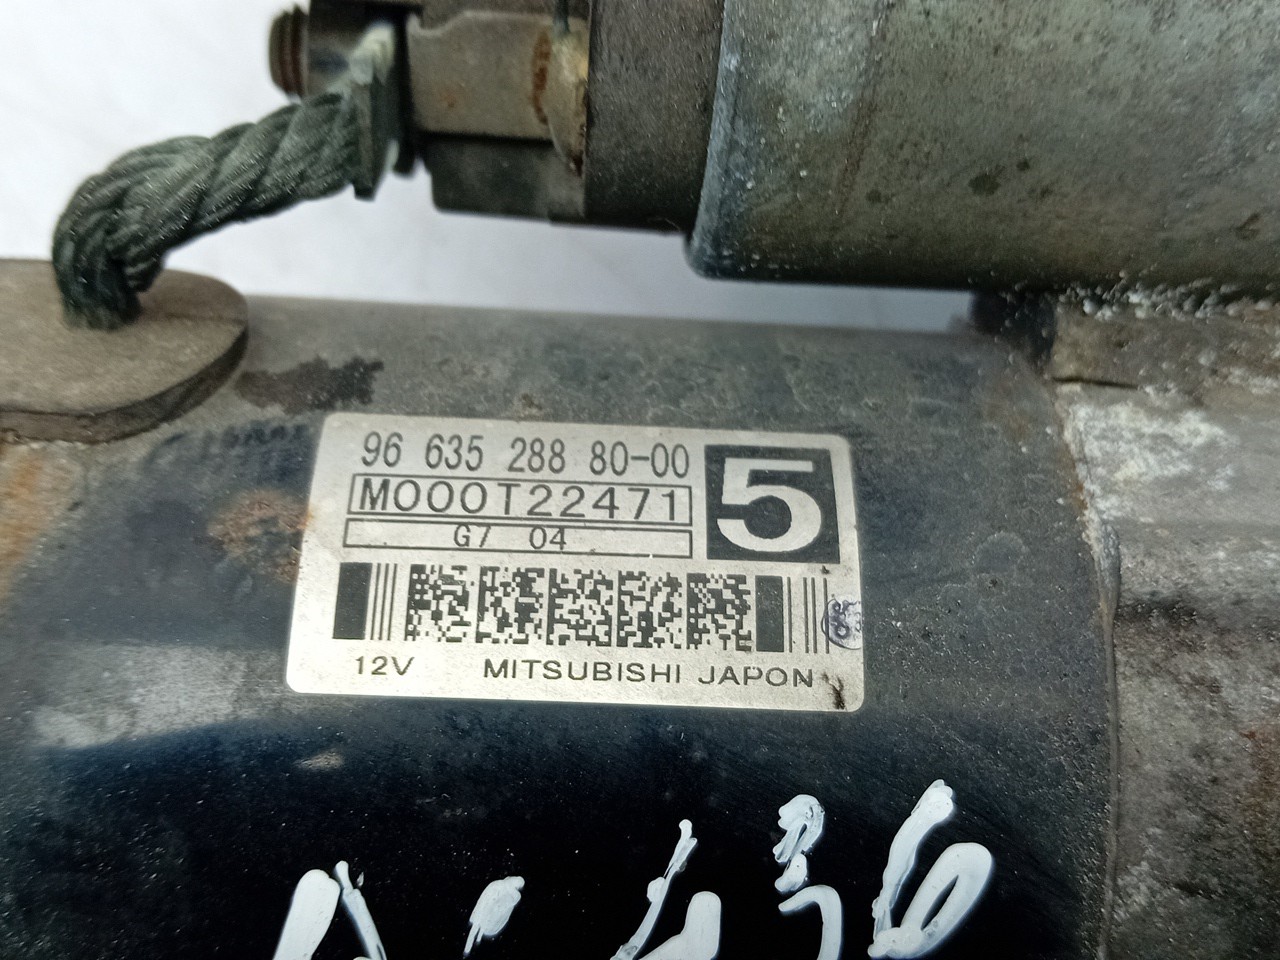 96 635 288 80-00
M000T22471
5
G7 04
12V MITSUBISHI JAPON